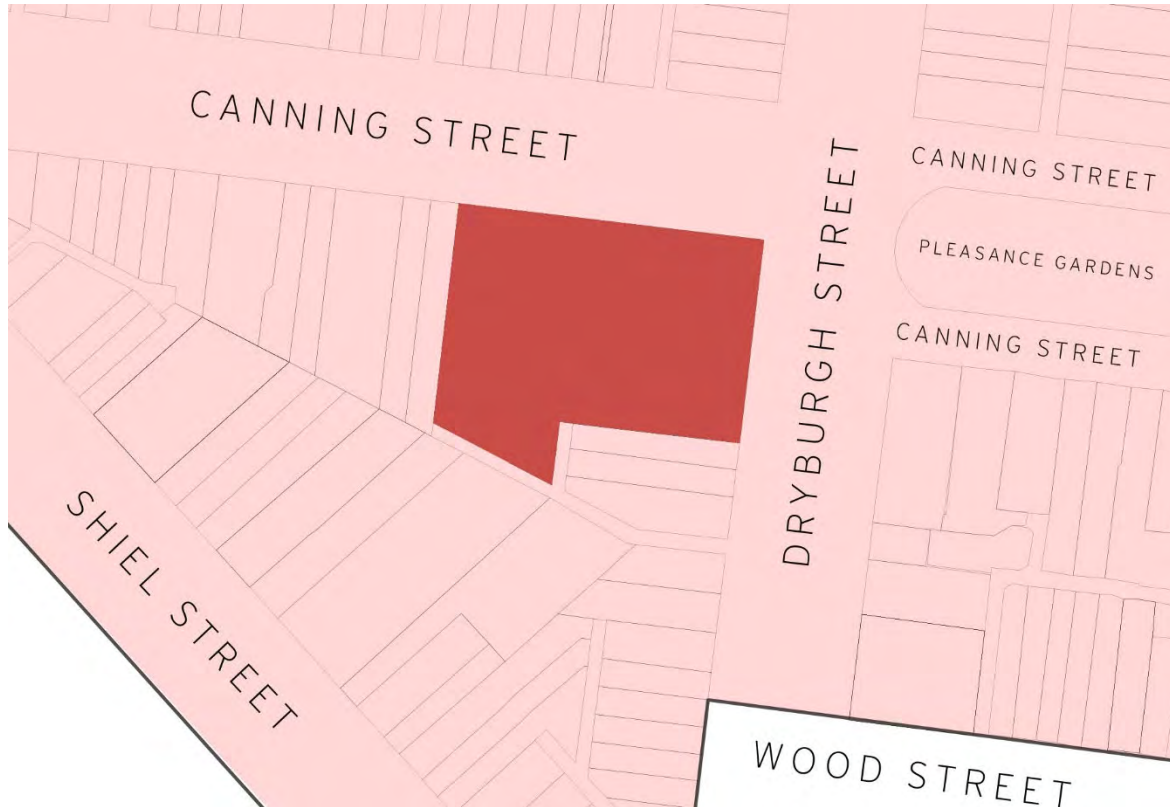 CANNING STREET
CANNING STREET
PLEASANCE GARDENS
CANNING STREET
DRYBURGH STREET
SHIEL STREET
WOOD STREET